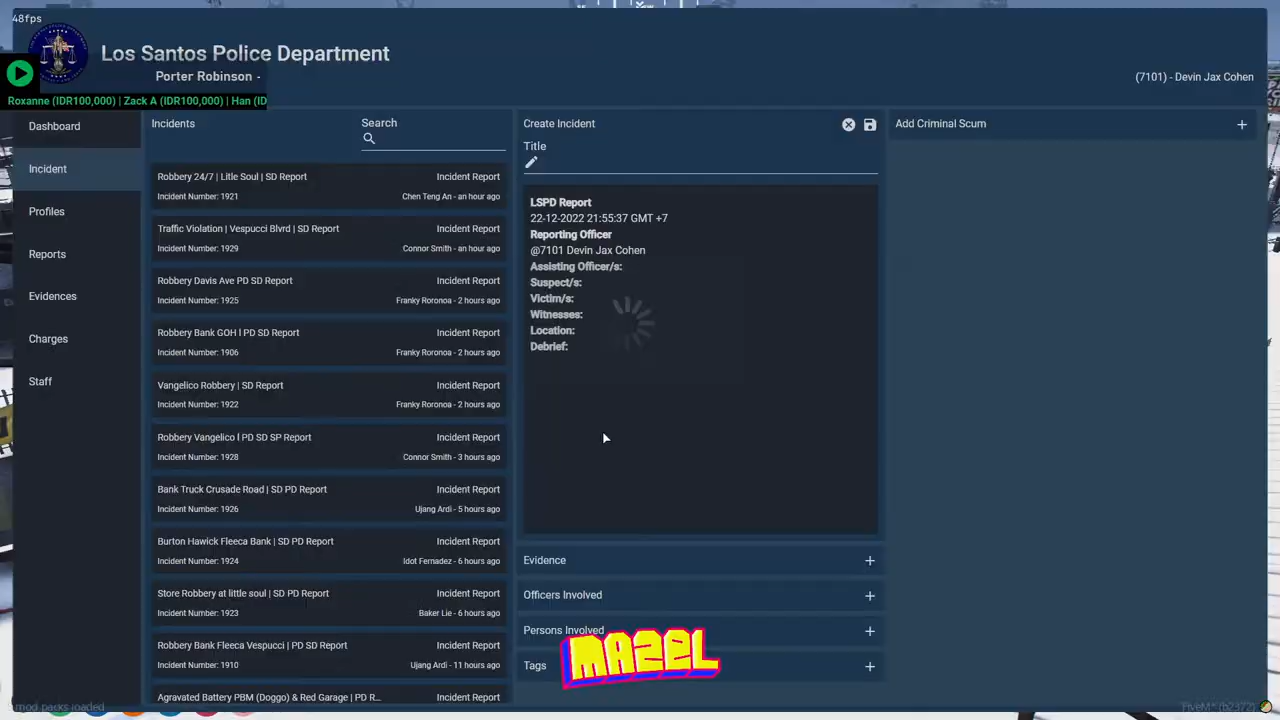 48fps
Los Santos Police Department
Porter Robinson -
(7101) - Devin Jax Cohen
Roxanne (IDR100,000) | Zack A (IDR100,000) | Han (ID
Dashboard
Incident
Profiles
Reports
Evidences
Charges
Staff
Incidents
Search
Robbery 24/7 | Litle Soul | SD Report
Incident Report
Incident Number: 1921
Chen Teng An - an hour ago
Traffic Violation | Vespucci Blvrd | SD Report
Incident Report
Incident Number: 1929
Connor Smith - an hour ago
Robbery Davis Ave PD SD Report
Incident Report
Incident Number: 1925
Franky Roronoa - 2 hours ago
Robbery Bank GOH l PD SD Report
Incident Report
Incident Number: 1906
Franky Roronoa - 2 hours ago
Vangelico Robbery | SD Report
Incident Report
Incident Number: 1922
Franky Roronoa - 2 hours ago
Robbery Vangelico l PD SD SP Report
Incident Report
Incident Number: 1928
Connor Smith - 3 hours ago
Bank Truck Crusade Road | SD PD Report
Incident Report
Incident Number: 1926
Ujang Ardi - 5 hours ago
Burton Hawick Fleeca Bank | SD PD Report
Incident Report
Incident Number: 1924
Idot Fernadez - 6 hours ago
Store Robbery at little soul | SD PD Report
Incident Report
Incident Number: 1923
Baker Lie - 6 hours ago
Robbery Bank Fleeca Vespucci | PD SD Report
Incident Report
Incident Number: 1910
Ujang Ardi - 11 hours ago
Agravated Battery PBM (Doggo) & Red Garage | PD R...
Incident Report
Create Incident
Title
LSPD Report
22-12-2022 21:55:37 GMT +7
Reporting Officer
@7101 Devin Jax Cohen
Assisting Officer/s:
Suspect/s:
Victim/s:
Witnesses:
Location:
Debrief:
Evidence
Officers Involved
Persons Involved
Tags
MAZEL
Add Criminal Scum
mod packs loaded
FiveM* (b2372)